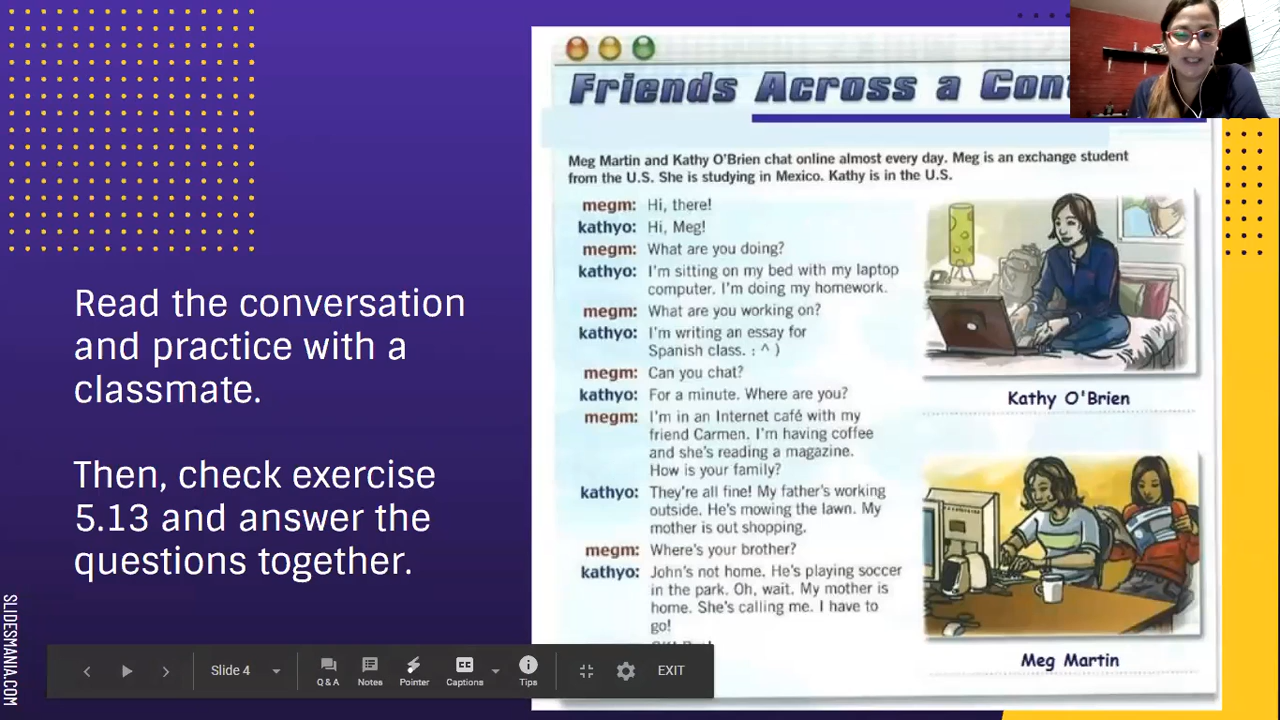 Friends Across a
Meg Martin and Kathy O'Brien chat online almost every day. Meg is an exchange student
from the U.S. She is studying in Mexico. Kathy is in the U.S.
megm: Hi, there!
kathyo: Hi, Meg!
megm: What are you doing?
kathyo: I'm sitting on my bed with my laptop
computer. I'm doing my homework.
megm: What are you working on?
kathyo: I'm writing an essay for
Spanish class. : ^ )
megm: Can you chat?
kathyo: For a minute. Where are you?
megm: I'm in an Internet café with my
friend Carmen. I'm having coffee
and she's reading a magazine.
How is your family?
kathyo: They're all fine! My father's working
outside. He's mowing the lawn. My
mother is out shopping.
megm: Where's your brother?
kathyo: John's not home. He's playing soccer
in the park. Oh, wait. My mother is
home. She's calling me. I have to
go!
Kathy O'Brien
Meg Martin
Read the conversation
and practice with a
classmate.
Then, check exercise
5.13 and answer the
questions together.
SLIDESMANIA.COM
Slide 4
Q & A
Notes
Pointer
Captions
Tips
EXIT